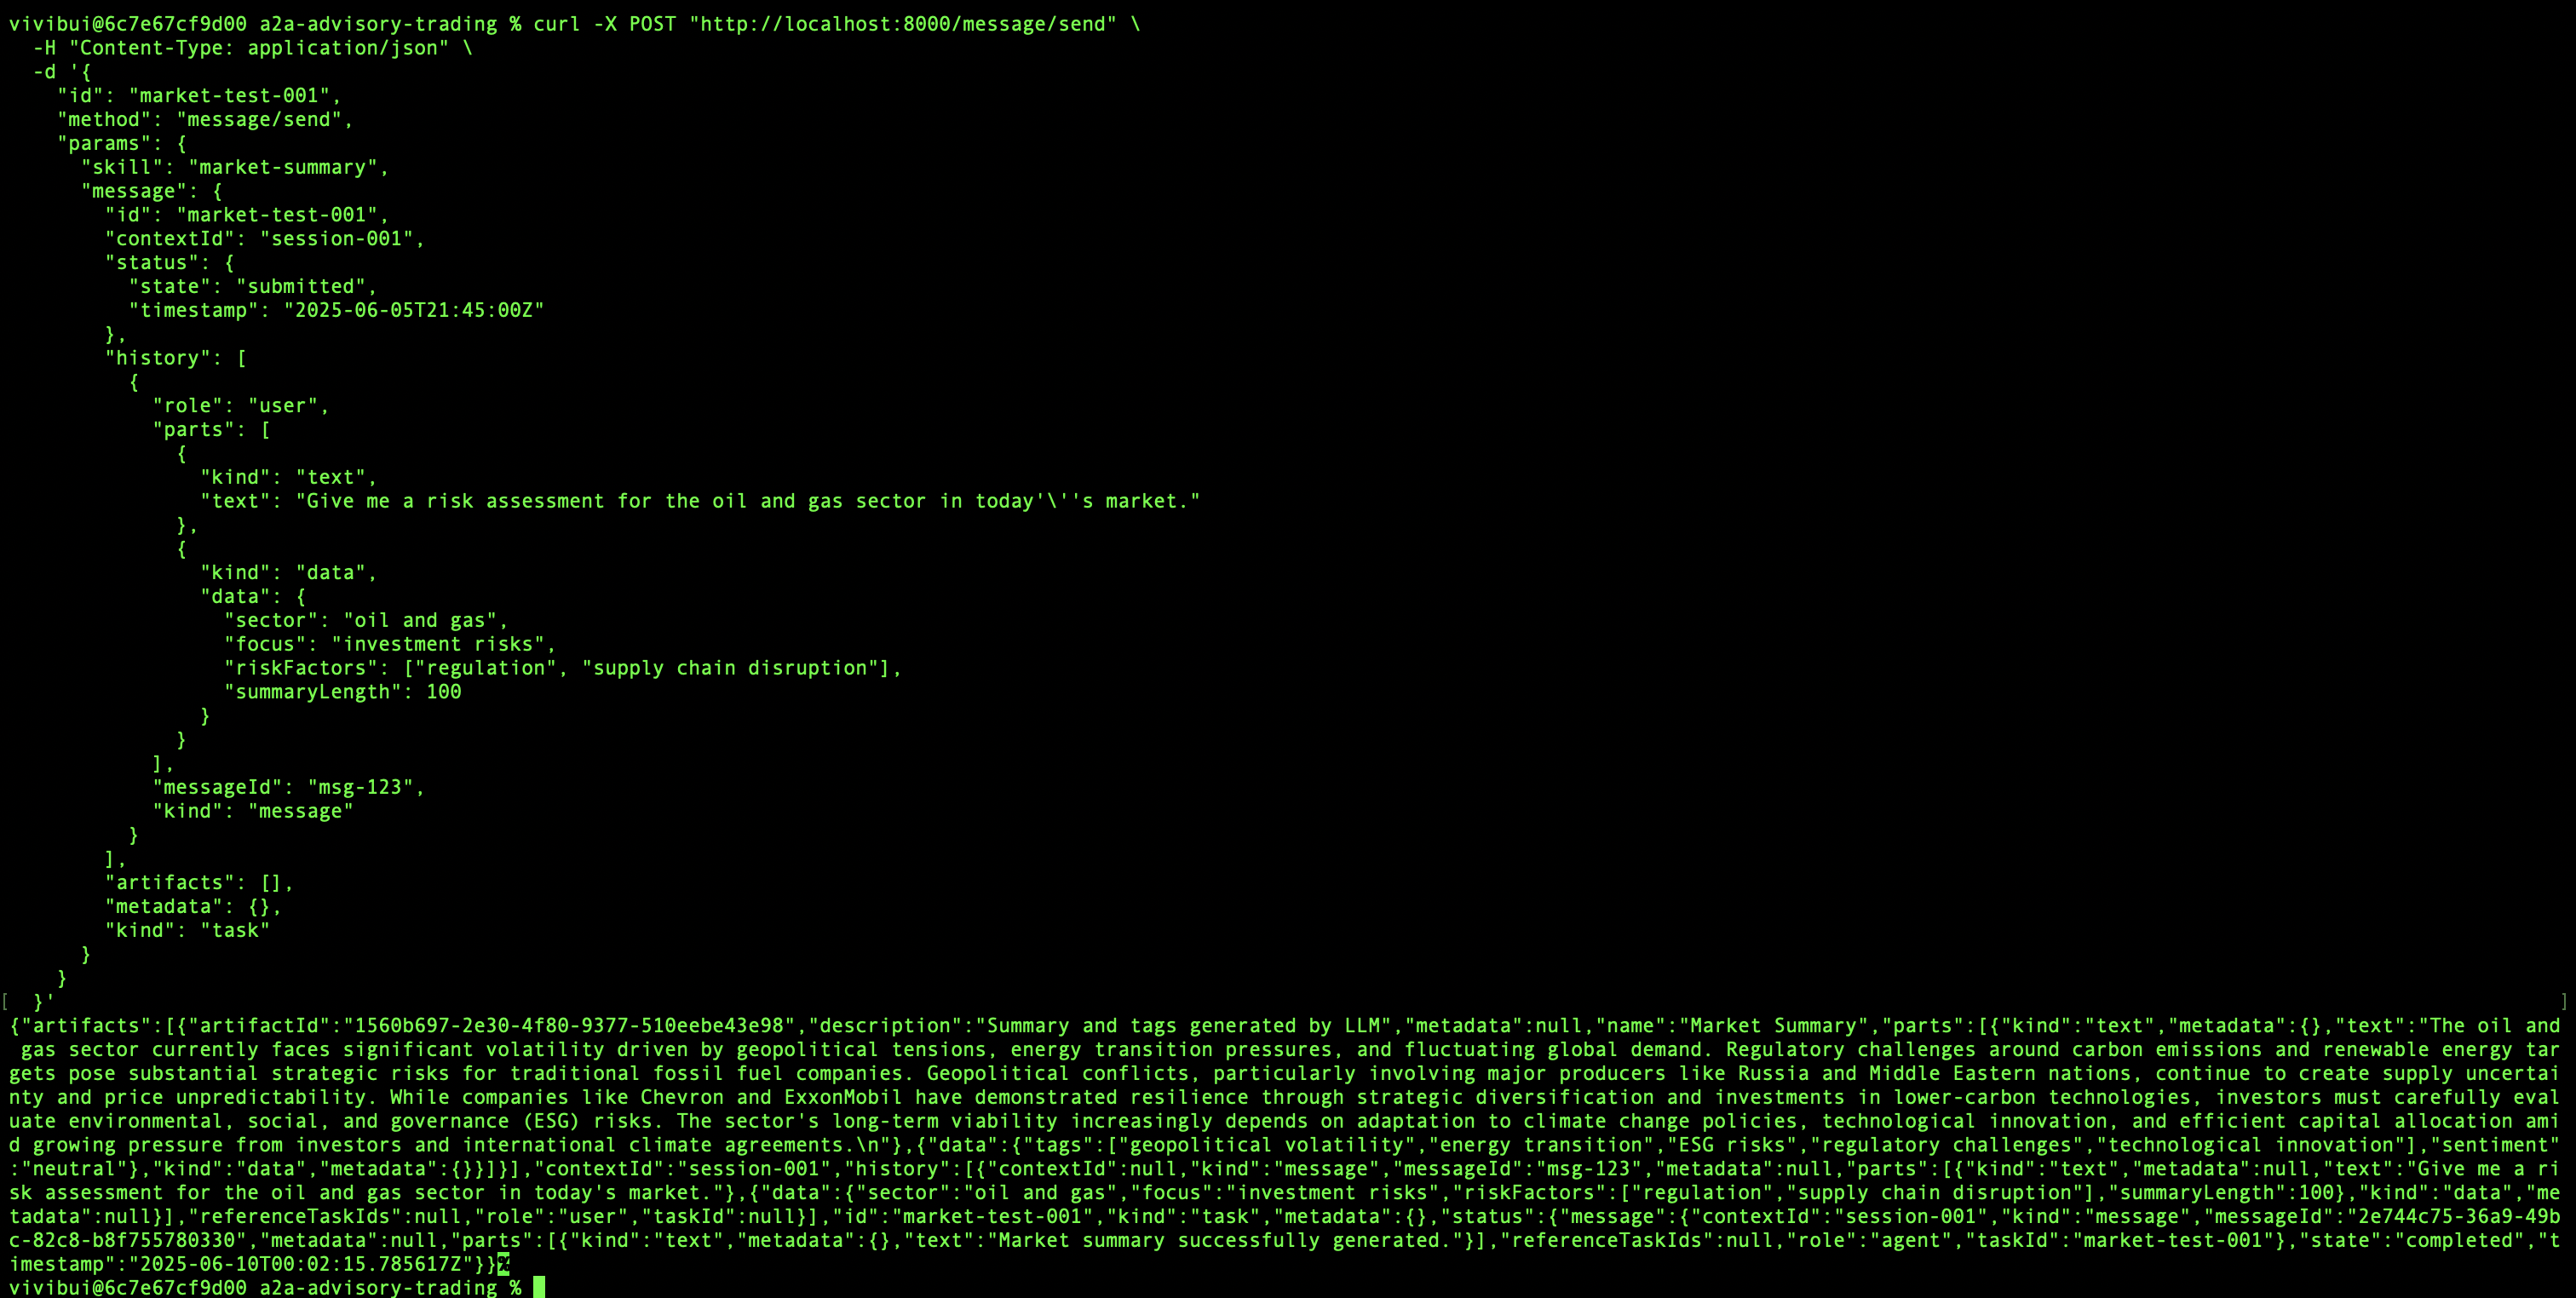 vivibui@6c7e67cf9d00 a2a-advisory-trading % curl -X POST "http://localhost:8000/message/send" \
  -H "Content-Type: application/json" \
  -d '{
    "id": "market-test-001",
    "method": "message/send",
    "params": {
      "skill": "market-summary",
      "message": {
        "id": "market-test-001",
        "contextId": "session-001",
        "status": {
          "state": "submitted",
          "timestamp": "2025-06-05T21:45:00Z"
        },
        "history": [
          {
            "role": "user",
            "parts": [
              {
                "kind": "text",
                "text": "Give me a risk assessment for the oil and gas sector in today'\''s market."
              },
              {
                "kind": "data",
                "data": {
                  "sector": "oil and gas",
                  "focus": "investment risks",
                  "riskFactors": ["regulation", "supply chain disruption"],
                  "summaryLength": 100
                }
              }
            ],
            "messageId": "msg-123",
            "kind": "message"
          }
        ],
        "artifacts": [],
        "metadata": {},
        "kind": "task"
      }
    }
[  }' ]
{"artifacts":[{"artifactId":"1560b697-2e30-4f80-9377-510eebe43e98","description":"Summary and tags generated by LLM","metadata":null,"name":"Market Summary","parts":[{"kind":"text","metadata":{},"text":"The oil and
 gas sector currently faces significant volatility driven by geopolitical tensions, energy transition pressures, and fluctuating global demand. Regulatory challenges around carbon emissions and renewable energy tar
gets pose substantial strategic risks for traditional fossil fuel companies. Geopolitical conflicts, particularly involving major producers like Russia and Middle Eastern nations, continue to create supply uncertai
nty and price unpredictability. While companies like Chevron and ExxonMobil have demonstrated resilience through strategic diversification and investments in lower-carbon technologies, investors must carefully eval
uate environmental, social, and governance (ESG) risks. The sector's long-term viability increasingly depends on adaptation to climate change policies, technological innovation, and efficient capital allocation ami
d growing pressure from investors and international climate agreements.\n"},{"data":{"tags":["geopolitical volatility","energy transition","ESG risks","regulatory challenges","technological innovation"],"sentiment"
:"neutral"},"kind":"data","metadata":{}}]}],"contextId":"session-001","history":[{"contextId":null,"kind":"message","messageId":"msg-123","metadata":null,"parts":[{"kind":"text","metadata":null,"text":"Give me a ri
sk assessment for the oil and gas sector in today's market."},{"data":{"sector":"oil and gas","focus":"investment risks","riskFactors":["regulation","supply chain disruption"],"summaryLength":100},"kind":"data","me
tadata":null}],"referenceTaskIds":null,"role":"user","taskId":null}],"id":"market-test-001","kind":"task","metadata":{},"status":{"message":{"contextId":"session-001","kind":"message","messageId":"2e744c75-36a9-49b
c-82c8-b8f755780330","metadata":null,"parts":[{"kind":"text","metadata":{},"text":"Market summary successfully generated."}],"referenceTaskIds":null,"role":"agent","taskId":"market-test-001"},"state":"completed","t
imestamp":"2025-06-10T00:02:15.785617Z"}}%
vivibui@6c7e67cf9d00 a2a-advisory-trading %